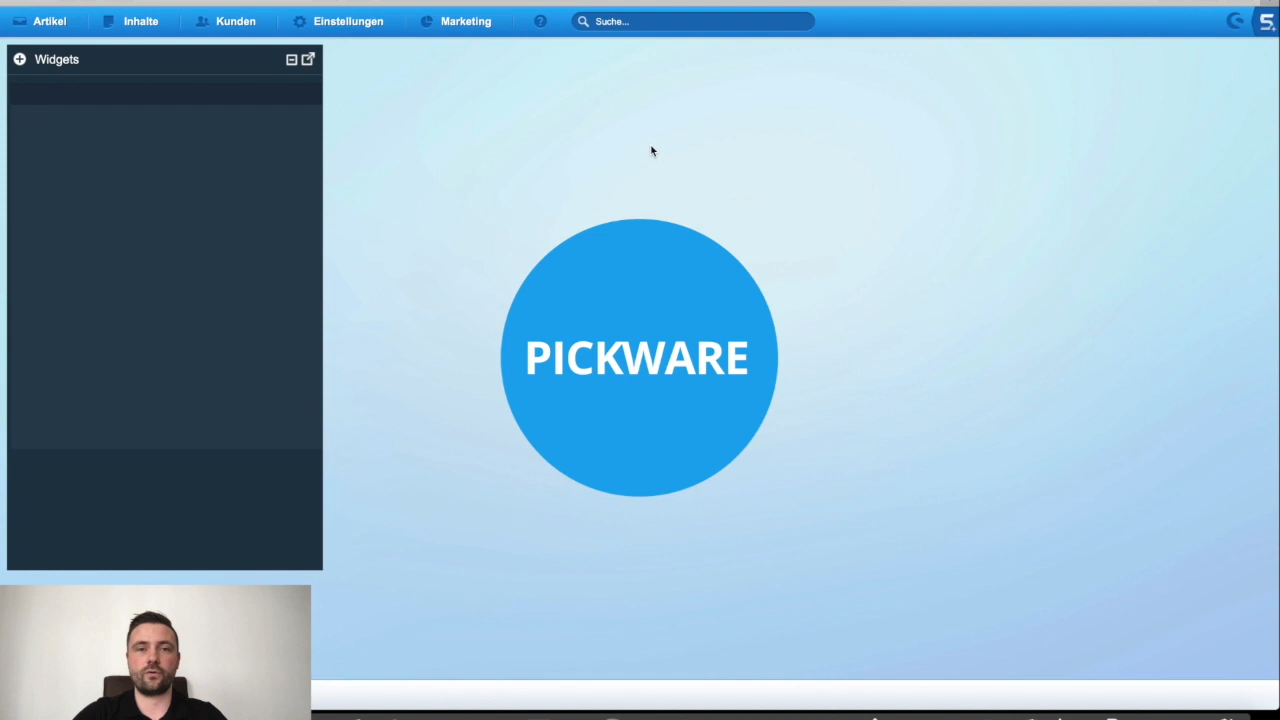 Artikel
Inhalte
Kunden
Einstellungen
Marketing
Suche...
Widgets
PICKWARE